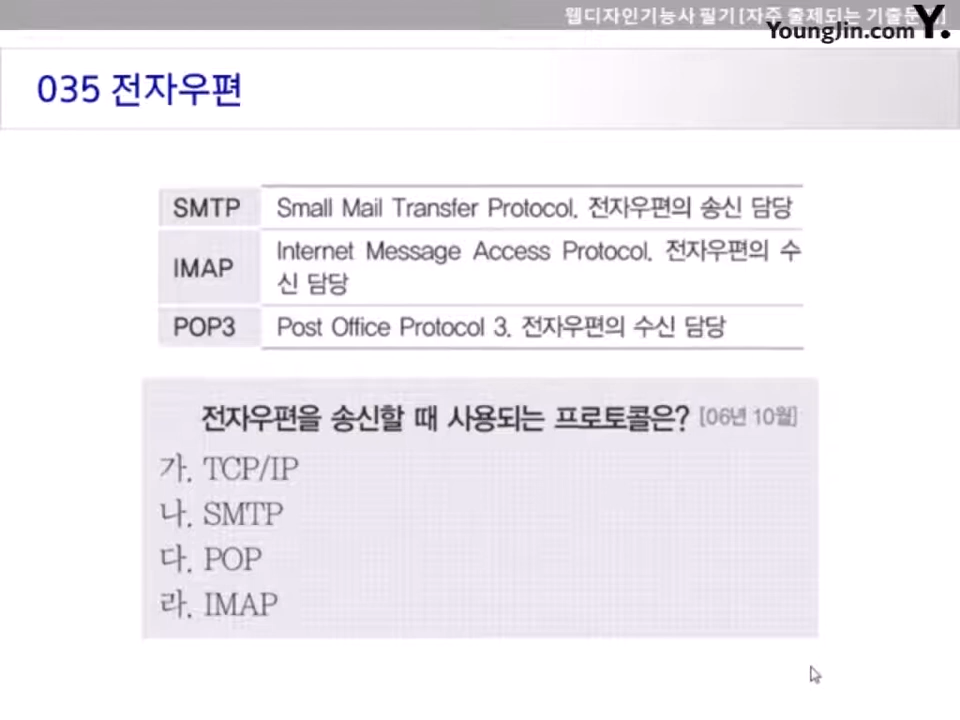 웹디자인기능사 필기 [자주 출제되는 기출문제]
YoungJin.com Y.
035 전자우편
SMTP Small Mail Transfer Protocol. 전자우편의 송신 담당
IMAP Internet Message Access Protocol. 전자우편의 수
신 담당
POP3 Post Office Protocol 3. 전자우편의 수신 담당
전자우편을 송신할 때 사용되는 프로토콜은? [06년 10월]
가. TCP/IP
나. SMTP
다. POP
라. IMAP